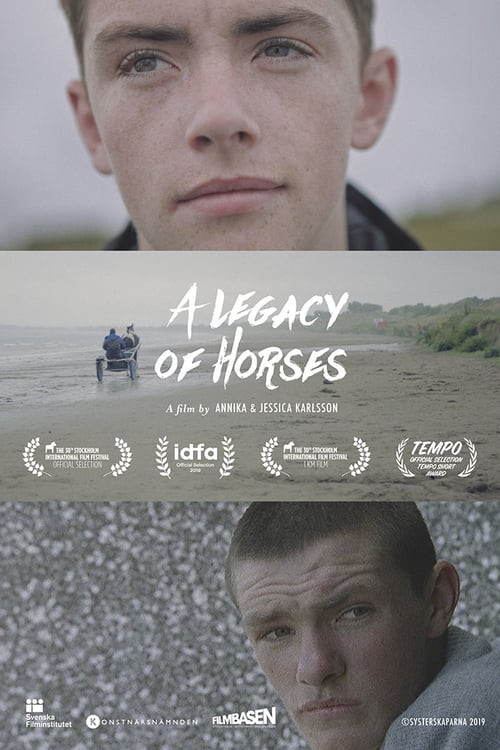 A LEGACY
OF HORSES
A film by ANNIKA & JESSICA KARLSSON
THE 30TH STOCKHOLM
INTERNATIONAL FILM FESTIVAL
OFFICIAL SELECTION
idfa
Official Selection
2019
THE 30TH STOCKHOLM
INTERNATIONAL FILM FESTIVAL
1 KM FILM
TEMPO
OFFICIAL SELECTION
TEMPO SHORT
AWARD
Svenska
Filminstitutet
K KONSTNÄRSNÄMNDEN
FILMBASEN
©SYSTERSKAPARNA 2019